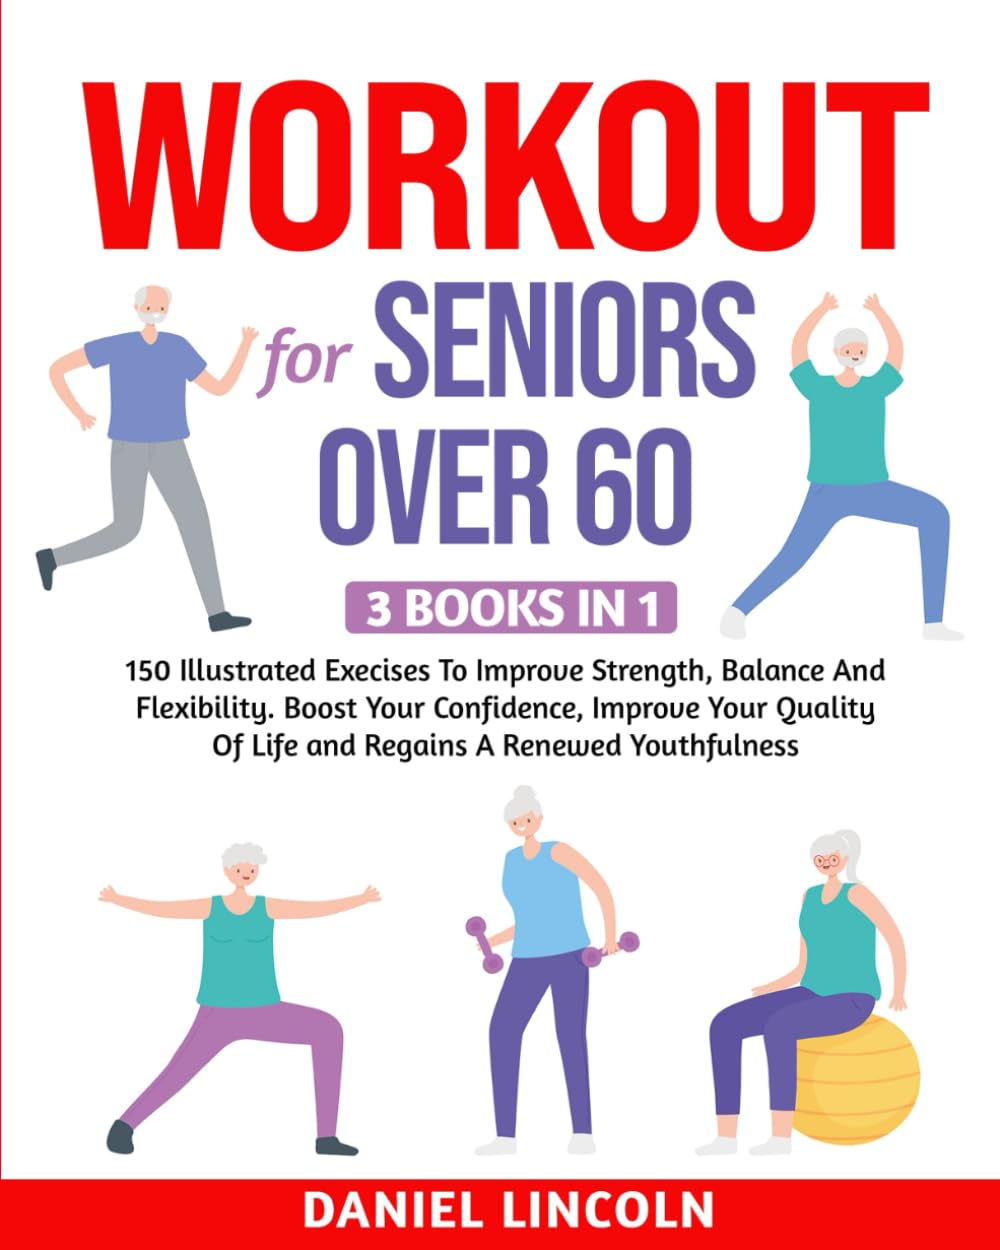 WORKOUT
for SENIORS
OVER 60
3 BOOKS IN 1
150 Illustrated Execises To Improve Strength, Balance And
Flexibility. Boost Your Confidence, Improve Your Quality
Of Life and Regains A Renewed Youthfulness
DANIEL LINCOLN